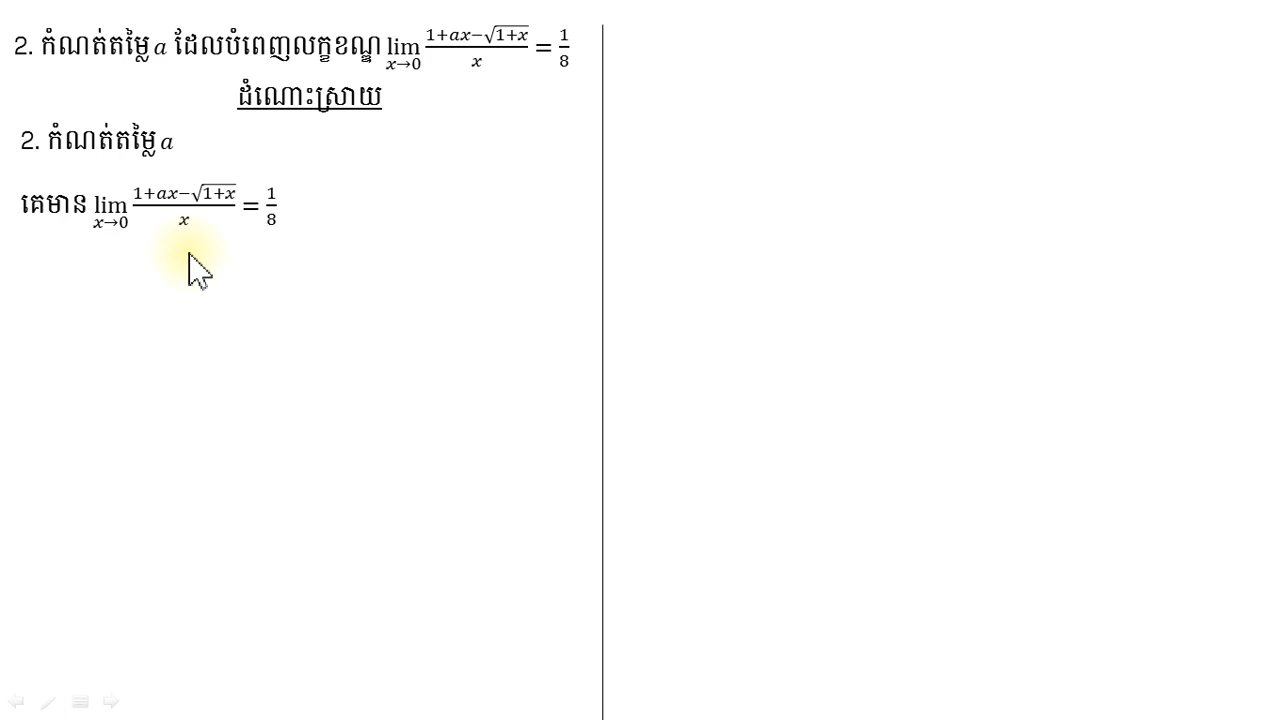 2. កំណត់តម្លៃ a ដែលបំពេញលក្ខខណ្ឌ lim x→0 (1+ax−√(1+x))/x = 1/8
ដំណោះស្រាយ
2. កំណត់តម្លៃ a
គេមាន lim x→0 (1+ax−√(1+x))/x = 1/8